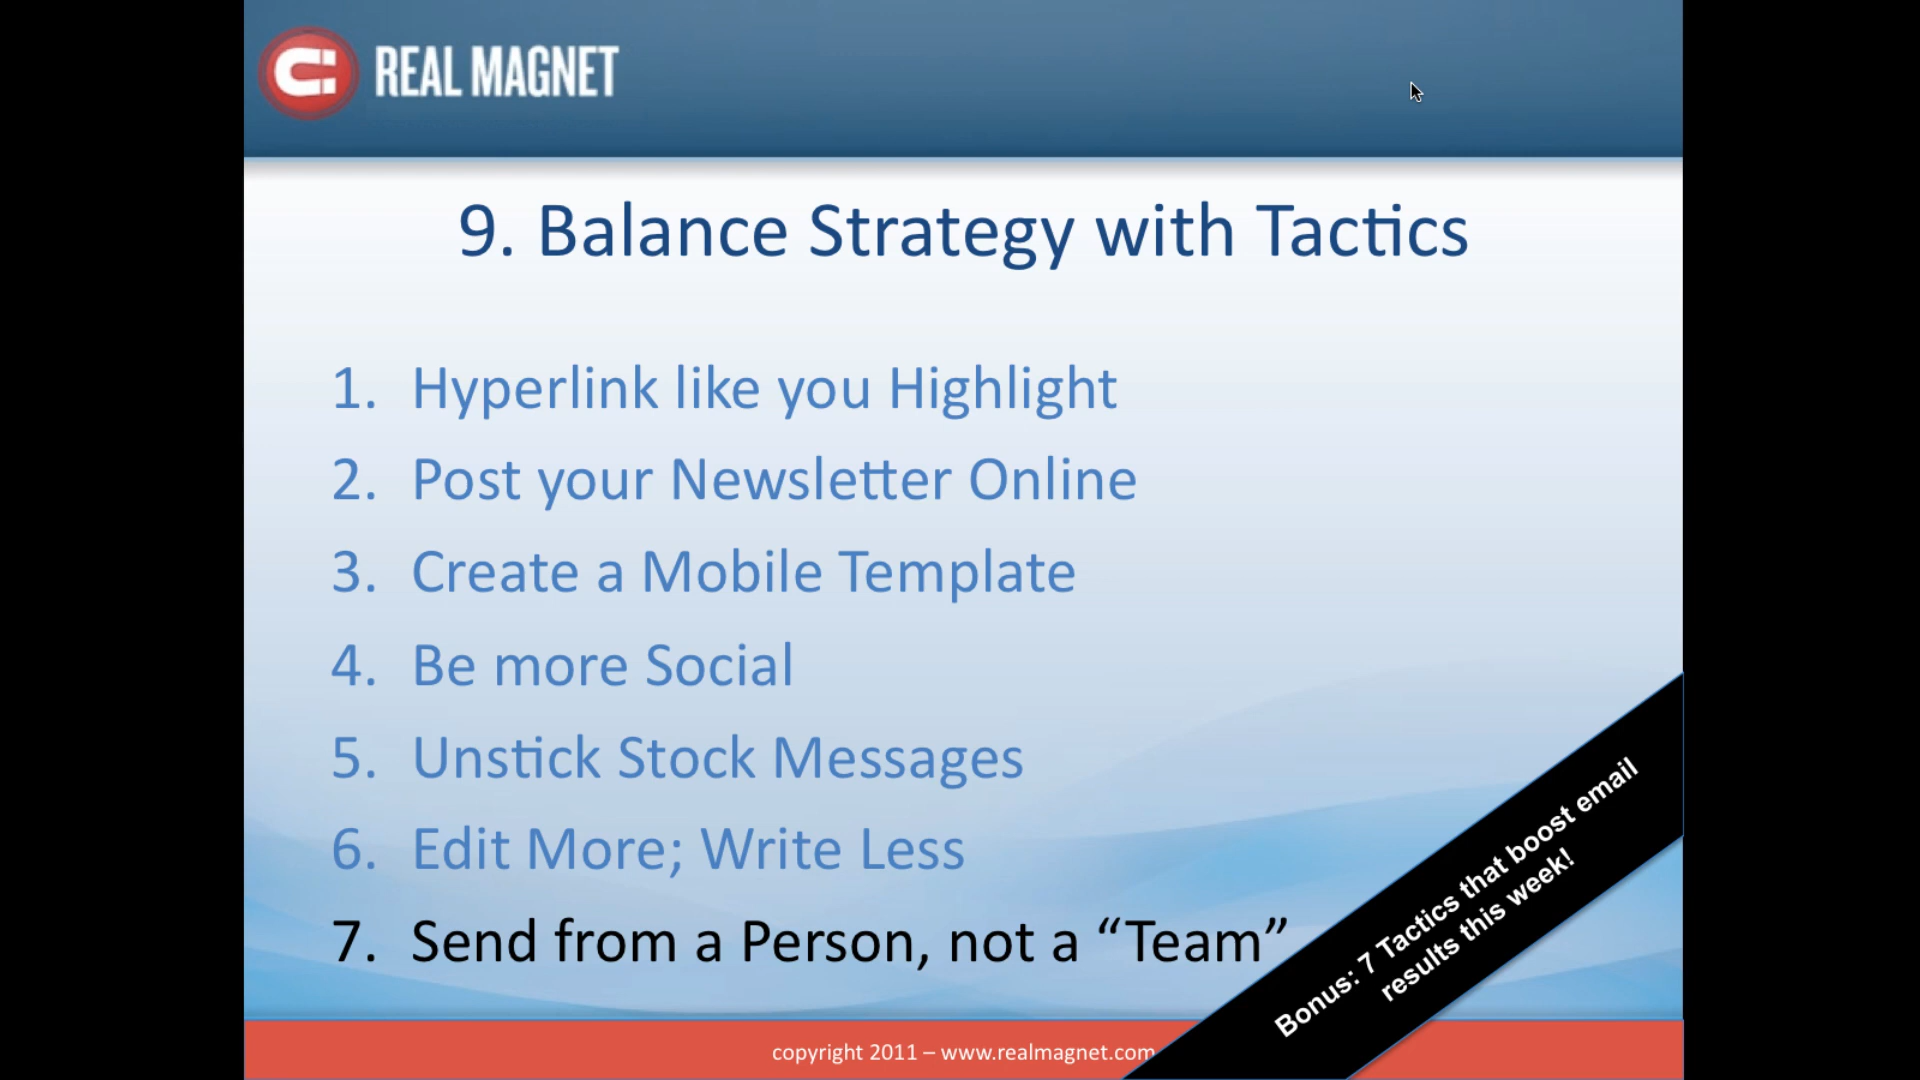 REAL MAGNET
9. Balance Strategy with Tactics
1. Hyperlink like you Highlight
2. Post your Newsletter Online
3. Create a Mobile Template
4. Be more Social
5. Unstick Stock Messages
6. Edit More; Write Less
7. Send from a Person, not a “Team”
Bonus: 7 Tactics that boost email
results this week!
copyright 2011 – www.realmagnet.com